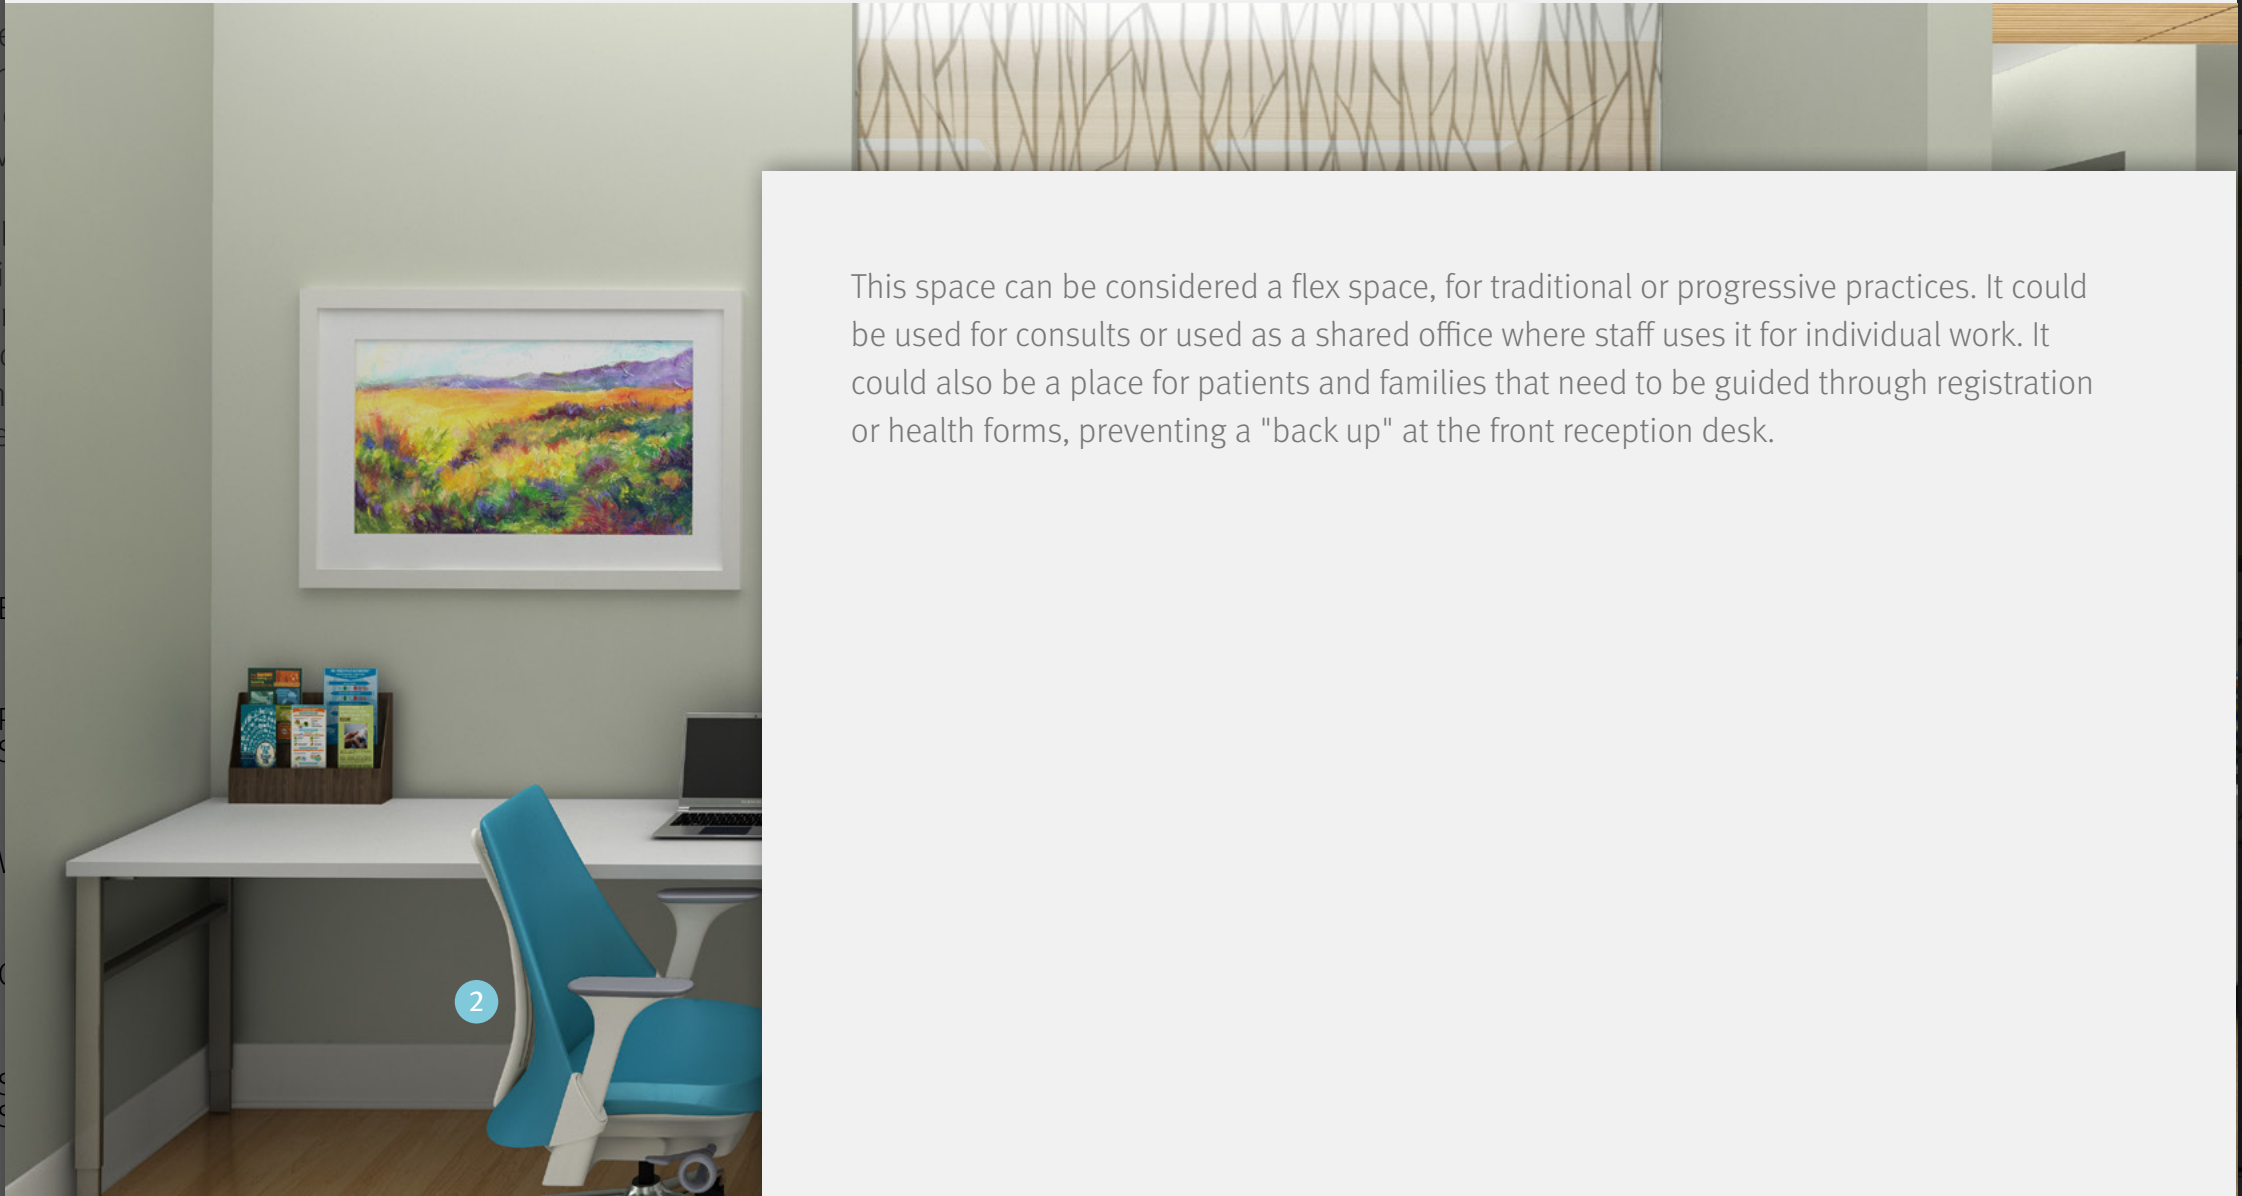 This space can be considered a flex space, for traditional or progressive practices. It could
be used for consults or used as a shared office where staff uses it for individual work. It
could also be a place for patients and families that need to be guided through registration
or health forms, preventing a "back up" at the front reception desk.
2